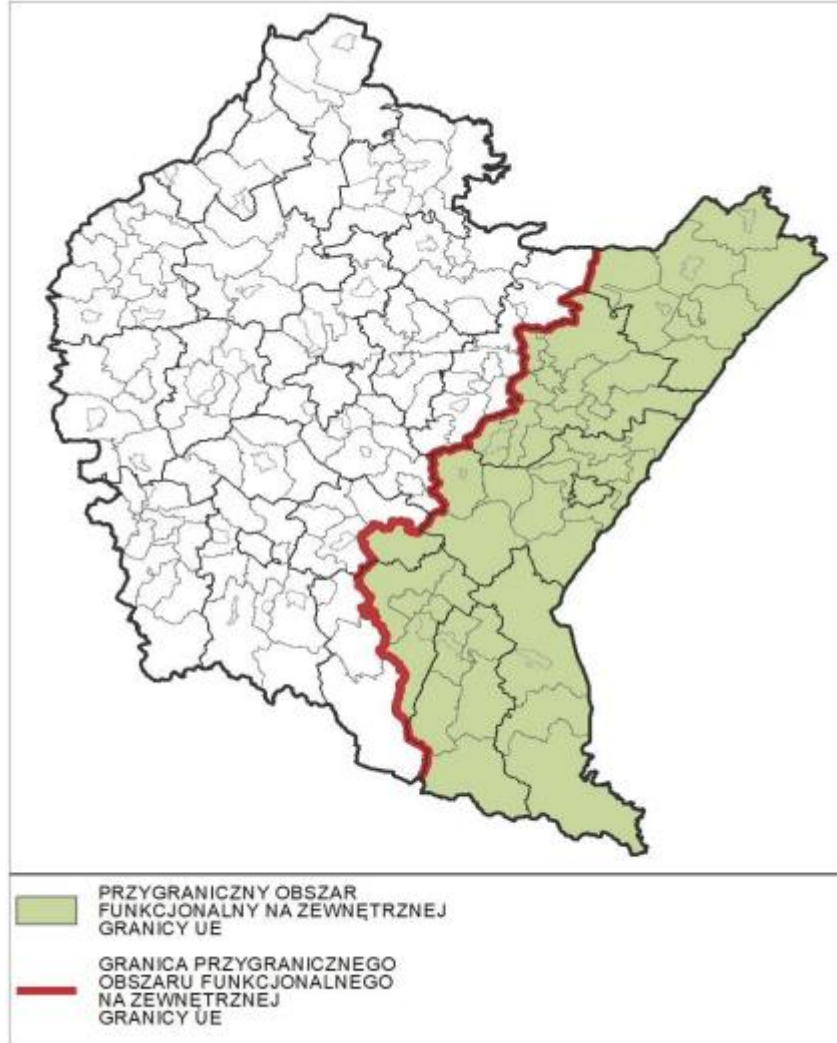 PRZYGRANICZNY OBSZAR
FUNKCJONALNY NA ZEWNĘTRZNEJ
GRANICY UE
GRANICA PRZYGRANICZNEGO
OBSZARU FUNKCJONALNEGO
NA ZEWNĘTRZNEJ
GRANICY UE